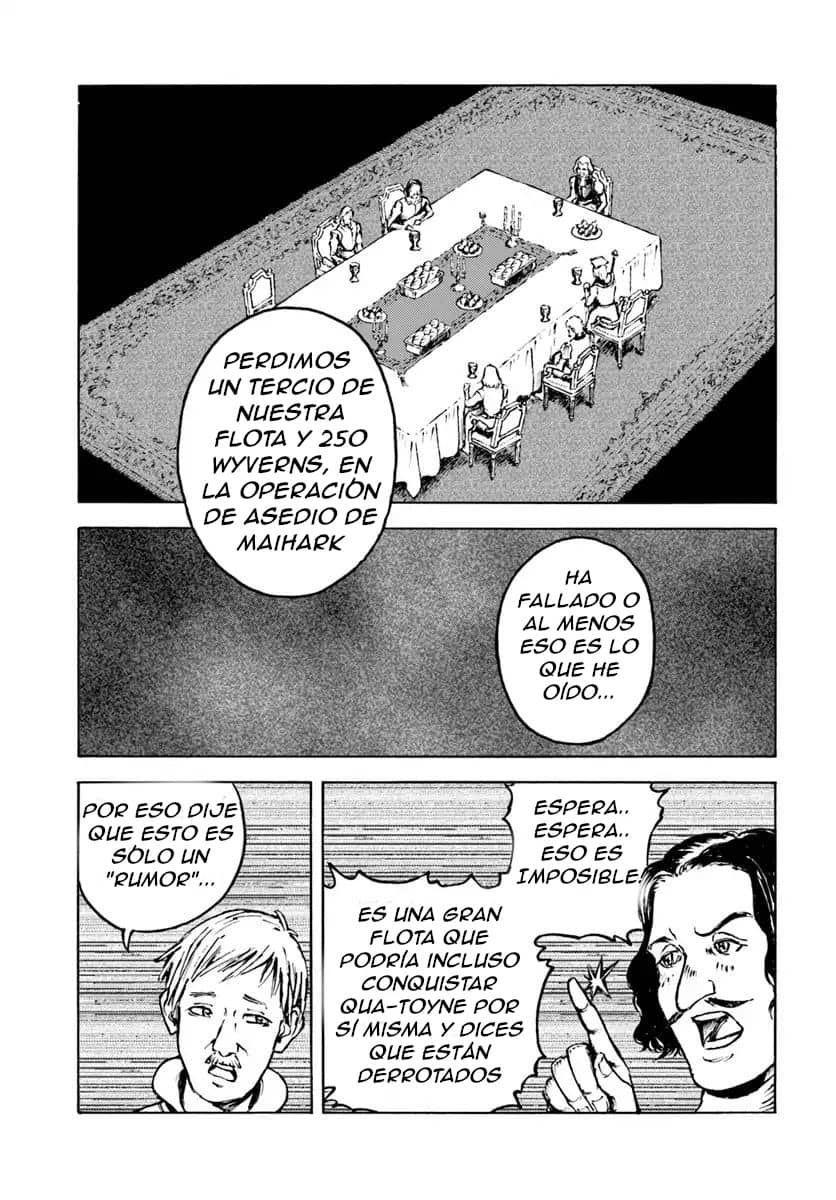 PERDIMOS
UN TERCIO DE
NUESTRA
FLOTA Y 250
WYVERNS, EN
LA OPERACIÓN
DE ASEDIO DE
MAIHARK
HA
FALLADO O
AL MENOS
ESO ES LO
QUE HE
OÍDO...
POR ESO DIJE
QUE ESTO ES
SÓLO UN
"RUMOR"...
ESPERA..
ESPERA..
ESO ES
IMPOSIBLE!
ES UNA GRAN
FLOTA QUE
PODRÍA INCLUSO
CONQUISTAR
QUA-TOYNE POR
SÍ MISMA Y DICES
QUE ESTÁN
DERROTADOS